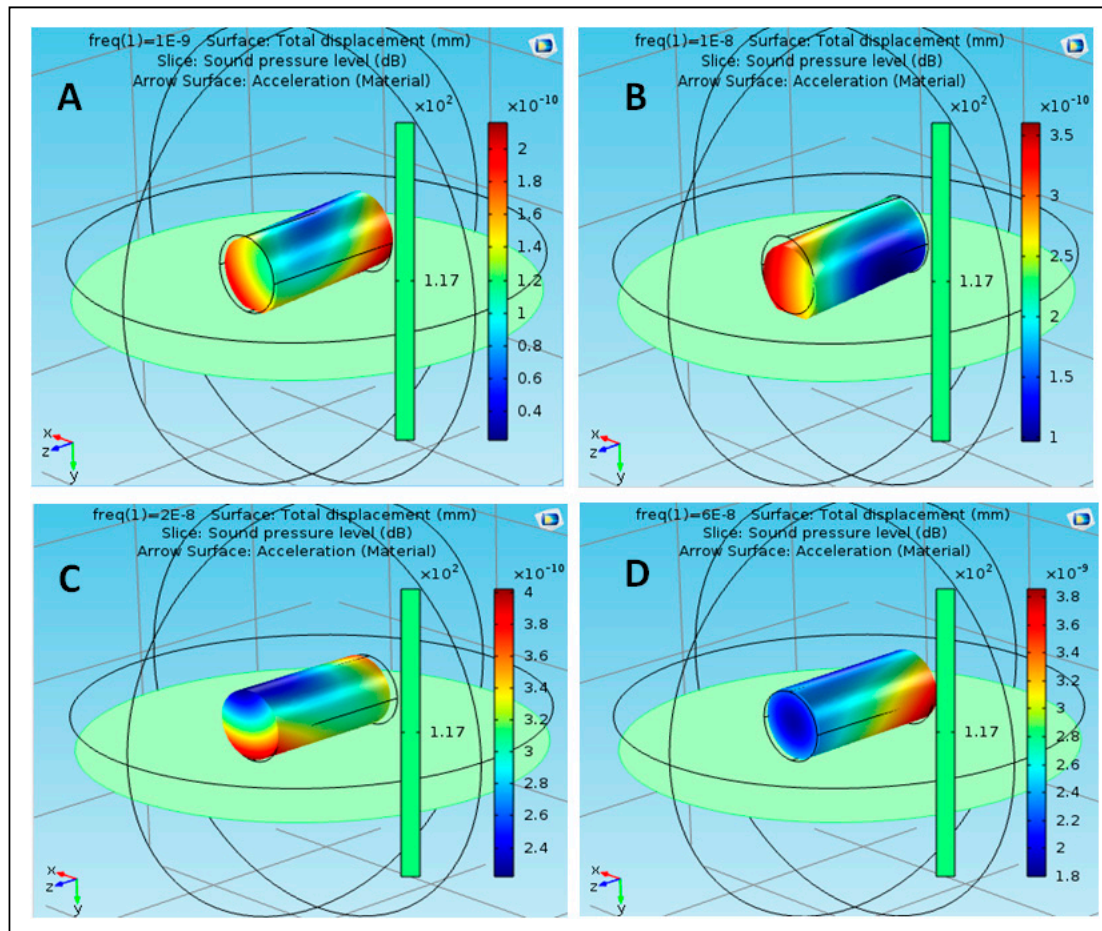 freq(1)=1E-9 Surface: Total displacement (mm)
Slice: Sound pressure level (dB)
Arrow Surface: Acceleration (Material)
A
×10²
×10⁻¹⁰
2
1.8
1.6
1.4
1.2
1
0.8
0.6
0.4
1.17
x
z
y
freq(1)=1E-8 Surface: Total displacement (mm)
Slice: Sound pressure level (dB)
Arrow Surface: Acceleration (Material)
B
×10²
×10⁻¹⁰
3.5
3
2.5
2
1.5
1
1.17
x
z
y
freq(1)=2E-8 Surface: Total displacement (mm)
Slice: Sound pressure level (dB)
Arrow Surface: Acceleration (Material)
C
×10²
×10⁻¹⁰
4
3.8
3.6
3.4
3.2
3
2.8
2.6
2.4
1.17
x
z
y
freq(1)=6E-8 Surface: Total displacement (mm)
Slice: Sound pressure level (dB)
Arrow Surface: Acceleration (Material)
D
×10²
×10⁻⁹
3.8
3.6
3.4
3.2
3
2.8
2.6
2.4
2.2
2
1.8
1.17
x
z
y